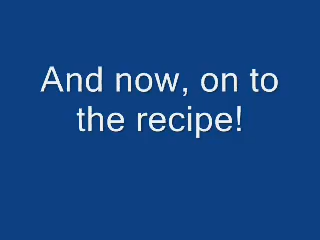 And now, on to
the recipe!